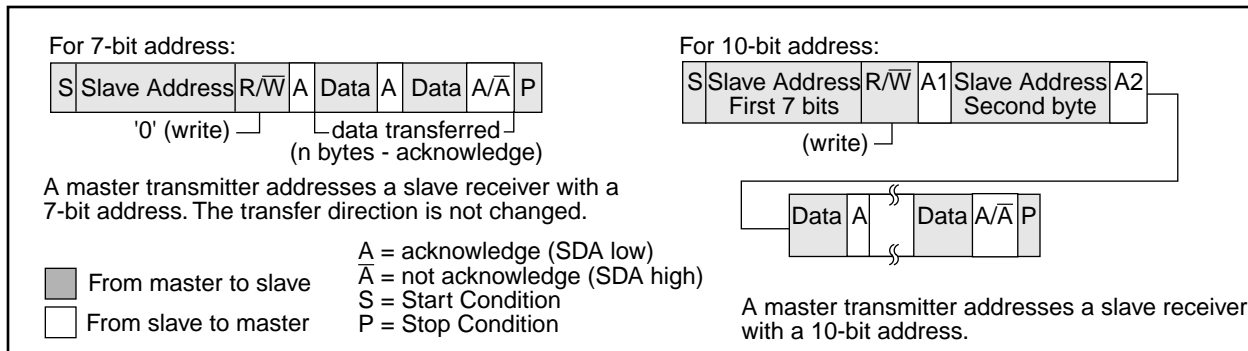 For 7-bit address:
S Slave Address R/W̅ A Data A Data A/A̅ P
'0' (write)
data transferred
(n bytes - acknowledge)
A master transmitter addresses a slave receiver with a
7-bit address. The transfer direction is not changed.
From master to slave
From slave to master
A = acknowledge (SDA low)
A̅ = not acknowledge (SDA high)
S = Start Condition
P = Stop Condition
For 10-bit address:
S Slave Address First 7 bits R/W̅ A1 Slave Address Second byte A2
(write)
Data A Data A/A̅ P
A master transmitter addresses a slave receiver
with a 10-bit address.